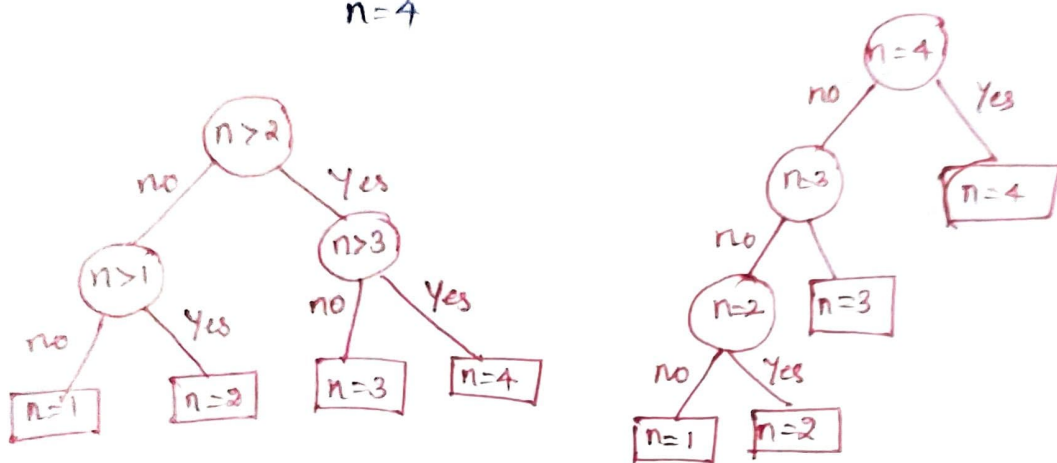 n=4
n>2
no
Yes
n>1
n>3
no
Yes
no
Yes
n=1
n=2
n=3
n=4
n=4
no
Yes
n=3
n=4
no
n=2
n=3
no
Yes
n=1
n=2